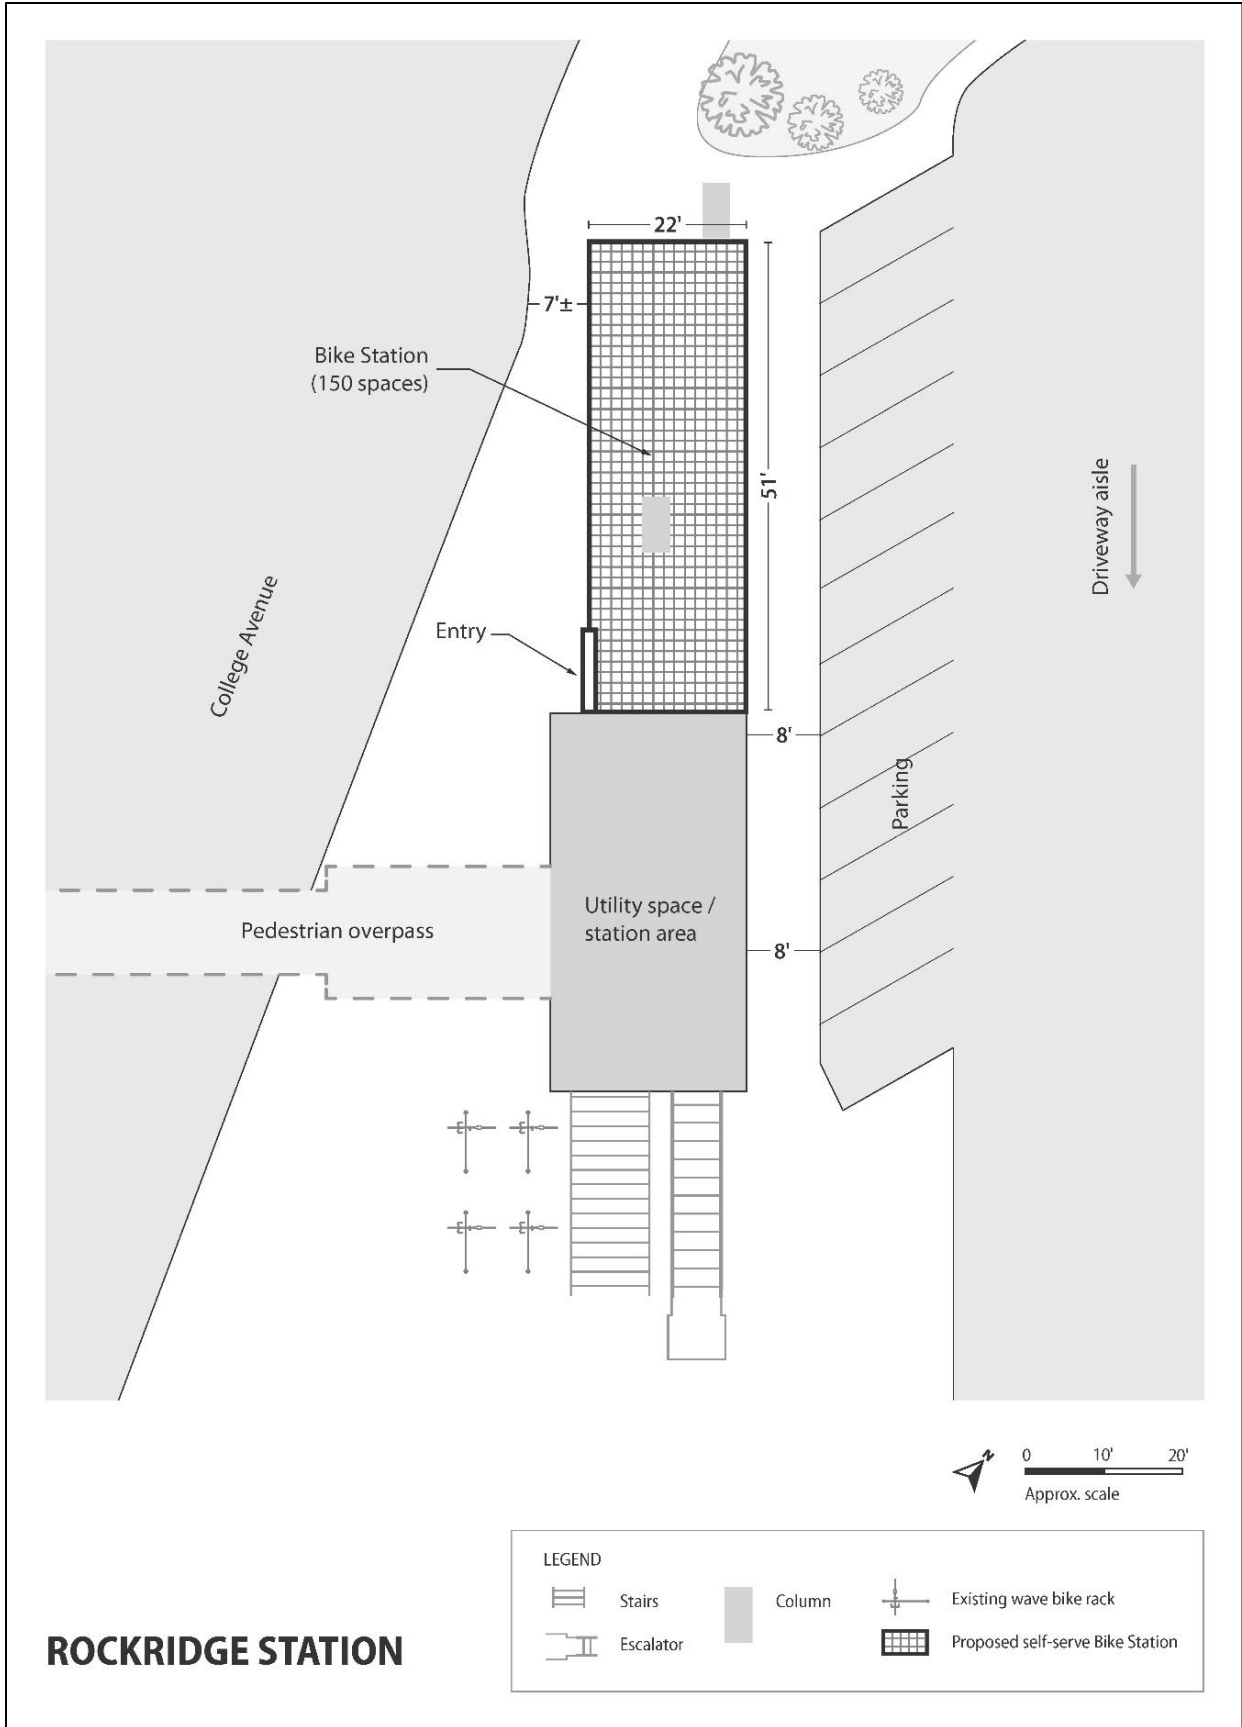 22'
7'±
Bike Station
(150 spaces)
51'
Driveway aisle
College Avenue
Entry
8'
Parking
Utility space /
station area
Pedestrian overpass
8'
N
0 10' 20'
Approx. scale
LEGEND
Stairs
Column
Existing wave bike rack
Escalator
Proposed self-serve Bike Station
ROCKRIDGE STATION